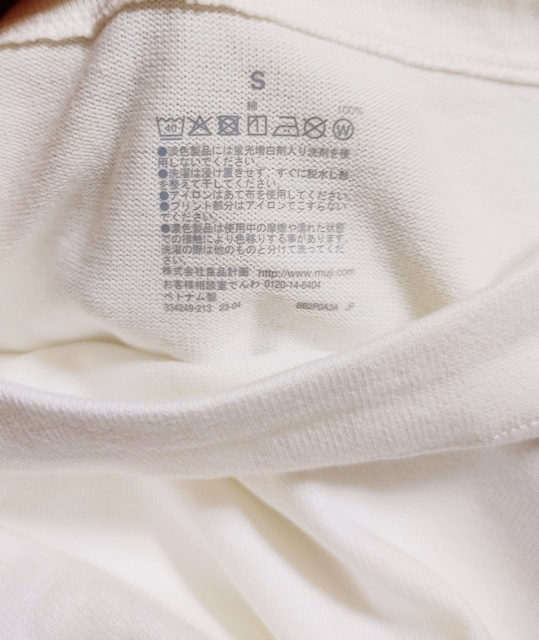 S
綿 100%
40 W
●淡色製品には蛍光増白剤入り洗剤を使
用しないでください。
●洗濯は浸け置きせず、すぐに脱水し形
を整えて干してください。
●アイロンはあて布を使用してください。
●プリント部分はアイロンでこすらない
でください。
●濃色製品は使用中の摩擦や濡れた状態
での接触により色移りする事があります。
洗濯の際は他のものと分けて洗ってくだ
さい。
株式会社良品計画 http://www.muji.com
お客様相談室でんわ 0120-14-6404
ベトナム製
334249-213 23-04 BB2P0A3A JP